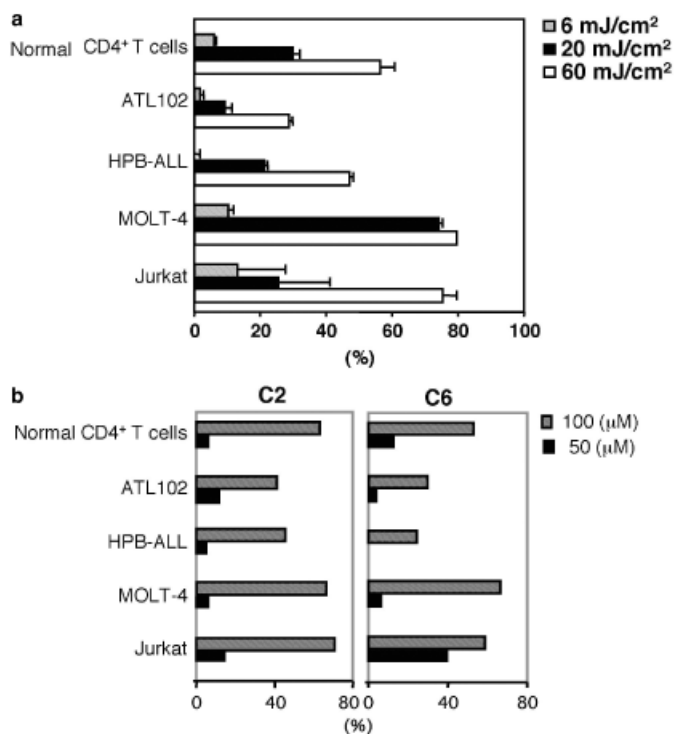 a
6 mJ/cm²
20 mJ/cm²
60 mJ/cm²
Normal CD4⁺ T cells
ATL102
HPB-ALL
MOLT-4
Jurkat
0 20 40 60 80 100
(%)
b
C2 C6
100 (μM)
50 (μM)
Normal CD4⁺ T cells
ATL102
HPB-ALL
MOLT-4
Jurkat
0 40 80 0 40 80
(%)